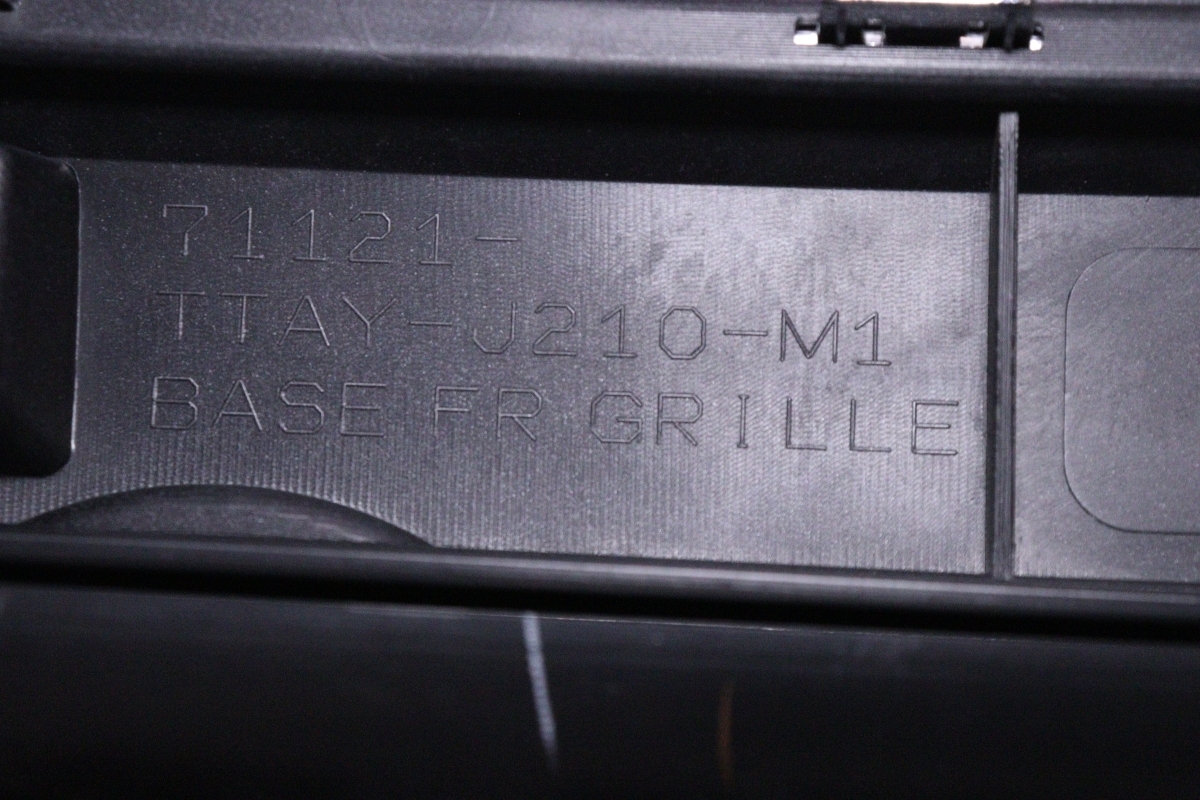 71121-
TTAY-J210-M1
BASE FR GRILLE